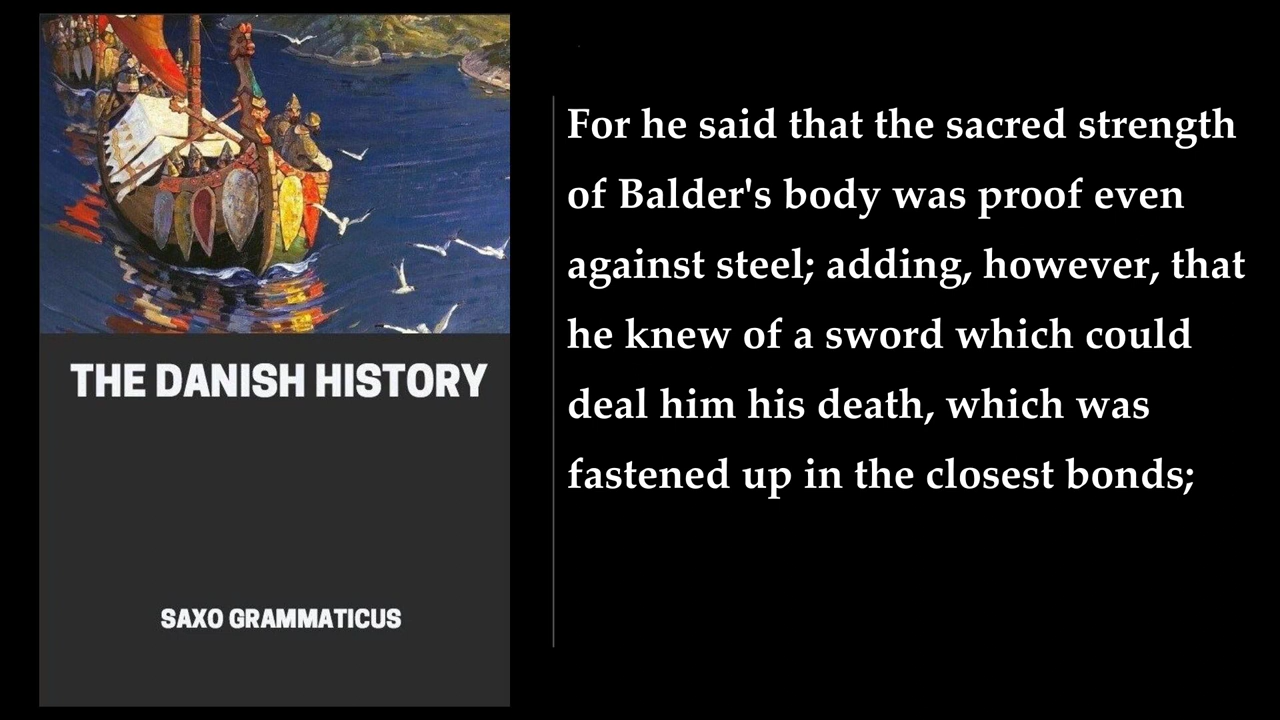 THE DANISH HISTORY
SAXO GRAMMATICUS
For he said that the sacred strength
of Balder's body was proof even
against steel; adding, however, that
he knew of a sword which could
deal him his death, which was
fastened up in the closest bonds;